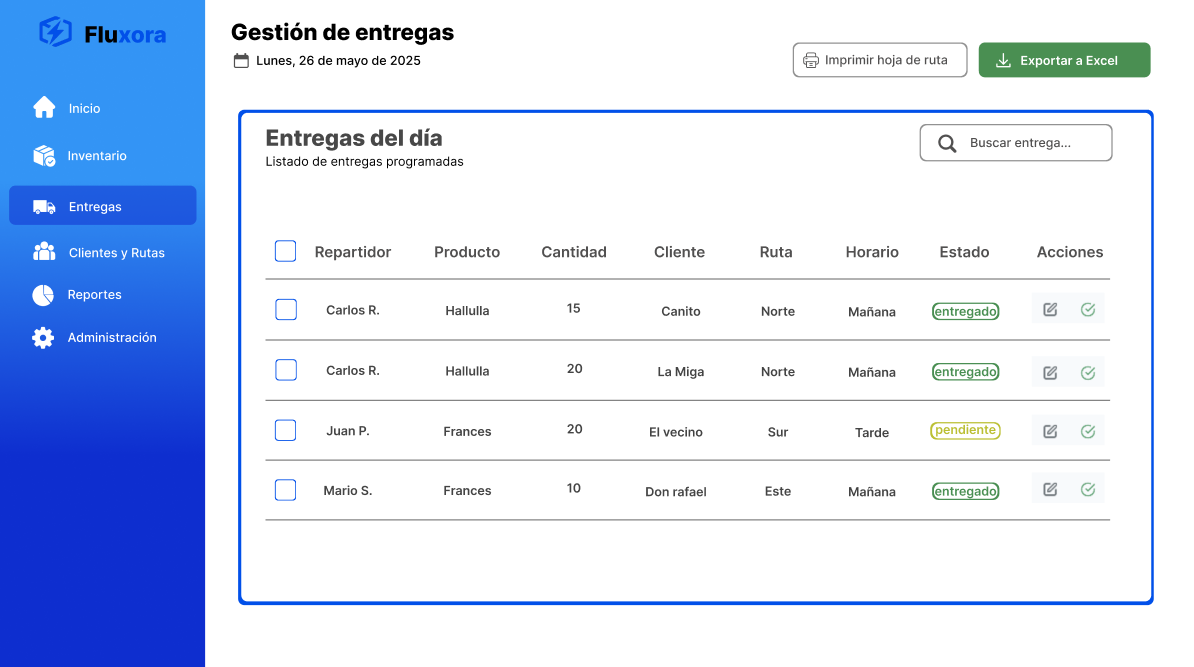 Fluxora
Inicio
Inventario
Entregas
Clientes y Rutas
Reportes
Administración
Gestión de entregas
Lunes, 26 de mayo de 2025
Imprimir hoja de ruta
Exportar a Excel
Entregas del día
Listado de entregas programadas
Buscar entrega...
Repartidor Producto Cantidad Cliente Ruta Horario Estado Acciones
Carlos R. Hallulla 15 Canito Norte Mañana entregado
Carlos R. Hallulla 20 La Miga Norte Mañana entregado
Juan P. Frances 20 El vecino Sur Tarde pendiente
Mario S. Frances 10 Don rafael Este Mañana entregado